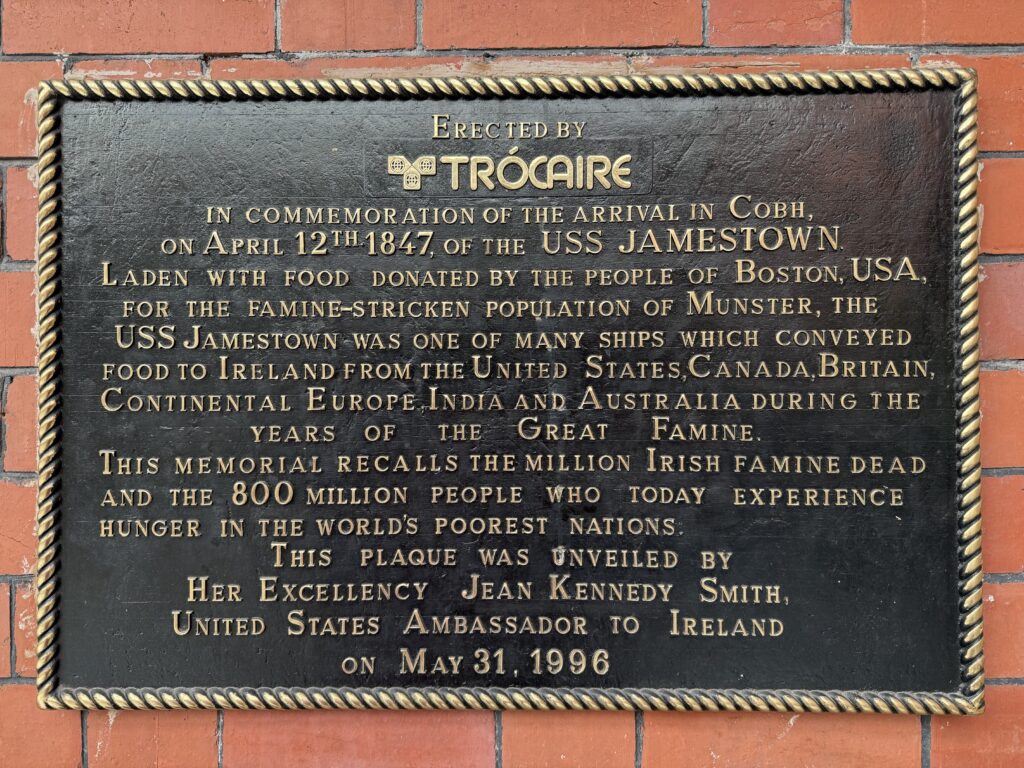 Erected by
TRÓCAIRE
in commemoration of the arrival in Cobh,
on April 12TH 1847, of the USS JAMESTOWN.
Laden with food donated by the people of Boston, USA,
for the famine-stricken population of Munster, the
USS Jamestown was one of many ships which conveyed
food to Ireland from the United States, Canada, Britain,
Continental Europe, India and Australia during the
years of the Great Famine.
This memorial recalls the million Irish famine dead
and the 800 million people who today experience
hunger in the world's poorest nations.
This plaque was unveiled by
Her Excellency Jean Kennedy Smith,
United States Ambassador to Ireland
on May 31, 1996